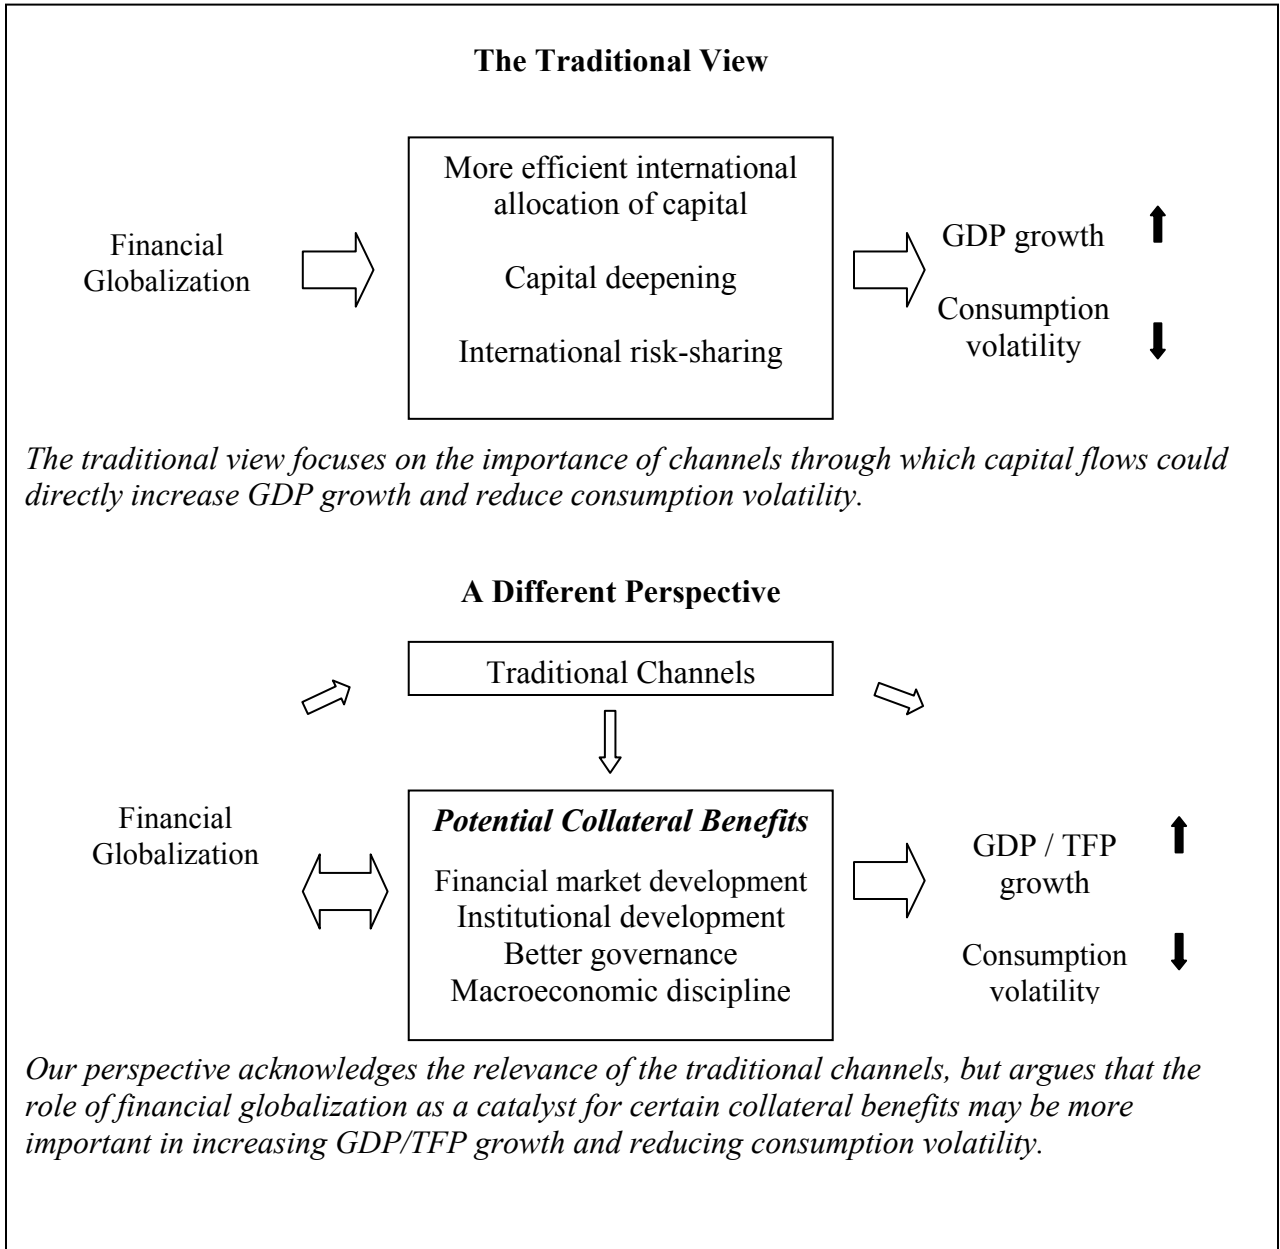 The Traditional View
More efficient international
allocation of capital
Financial
Globalization
Capital deepening
International risk-sharing
GDP growth
Consumption
volatility
The traditional view focuses on the importance of channels through which capital flows could
directly increase GDP growth and reduce consumption volatility.
A Different Perspective
Traditional Channels
Financial
Globalization
Potential Collateral Benefits
Financial market development
Institutional development
Better governance
Macroeconomic discipline
GDP / TFP
growth
Consumption
volatility
Our perspective acknowledges the relevance of the traditional channels, but argues that the
role of financial globalization as a catalyst for certain collateral benefits may be more
important in increasing GDP/TFP growth and reducing consumption volatility.